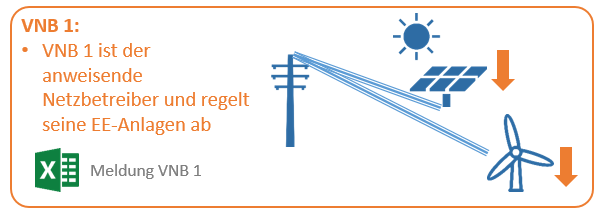 VNB 1:
• VNB 1 ist der
anweisende
Netzbetreiber und regelt
seine EE-Anlagen ab
X
Meldung VNB 1